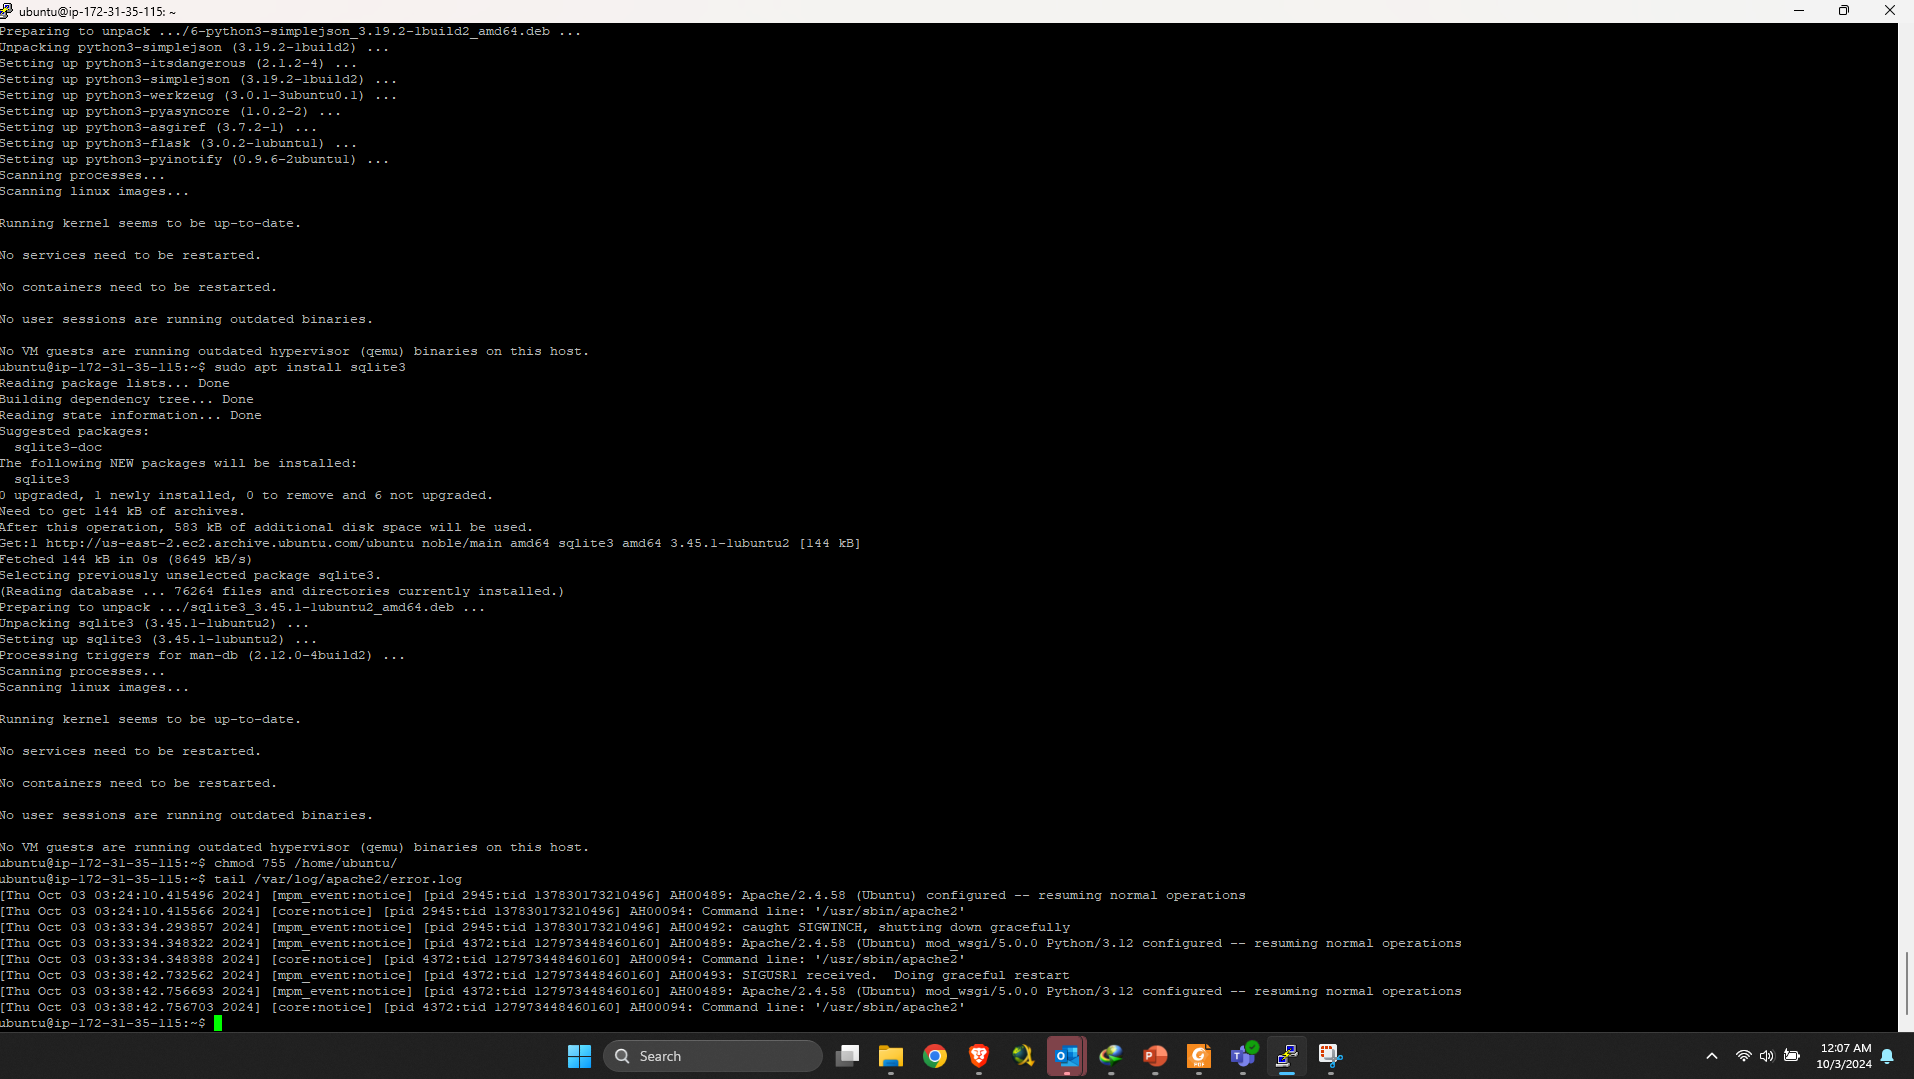 ubuntu@ip-172-31-35-115: ~
Preparing to unpack .../6-python3-simplejson_3.19.2-1build2_amd64.deb ...
Unpacking python3-simplejson (3.19.2-1build2) ...
Setting up python3-itsdangerous (2.1.2-4) ...
Setting up python3-simplejson (3.19.2-1build2) ...
Setting up python3-werkzeug (3.0.1-3ubuntu0.1) ...
Setting up python3-pyasyncore (1.0.2-2) ...
Setting up python3-asgiref (3.7.2-1) ...
Setting up python3-flask (3.0.2-1ubuntu1) ...
Setting up python3-pyinotify (0.9.6-2ubuntu1) ...
Scanning processes...
Scanning linux images...
Running kernel seems to be up-to-date.
No services need to be restarted.
No containers need to be restarted.
No user sessions are running outdated binaries.
No VM guests are running outdated hypervisor (qemu) binaries on this host.
ubuntu@ip-172-31-35-115:~$ sudo apt install sqlite3
Reading package lists... Done
Building dependency tree... Done
Reading state information... Done
Suggested packages:
  sqlite3-doc
The following NEW packages will be installed:
  sqlite3
0 upgraded, 1 newly installed, 0 to remove and 6 not upgraded.
Need to get 144 kB of archives.
After this operation, 583 kB of additional disk space will be used.
Get:1 http://us-east-2.ec2.archive.ubuntu.com/ubuntu noble/main amd64 sqlite3 amd64 3.45.1-1ubuntu2 [144 kB]
Fetched 144 kB in 0s (8649 kB/s)
Selecting previously unselected package sqlite3.
(Reading database ... 76264 files and directories currently installed.)
Preparing to unpack .../sqlite3_3.45.1-1ubuntu2_amd64.deb ...
Unpacking sqlite3 (3.45.1-1ubuntu2) ...
Setting up sqlite3 (3.45.1-1ubuntu2) ...
Processing triggers for man-db (2.12.0-4build2) ...
Scanning processes...
Scanning linux images...
Running kernel seems to be up-to-date.
No services need to be restarted.
No containers need to be restarted.
No user sessions are running outdated binaries.
No VM guests are running outdated hypervisor (qemu) binaries on this host.
ubuntu@ip-172-31-35-115:~$ chmod 755 /home/ubuntu/
ubuntu@ip-172-31-35-115:~$ tail /var/log/apache2/error.log
[Thu Oct 03 03:24:10.415496 2024] [mpm_event:notice] [pid 2945:tid 137830173210496] AH00489: Apache/2.4.58 (Ubuntu) configured -- resuming normal operations
[Thu Oct 03 03:24:10.415566 2024] [core:notice] [pid 2945:tid 137830173210496] AH00094: Command line: '/usr/sbin/apache2'
[Thu Oct 03 03:33:34.293857 2024] [mpm_event:notice] [pid 2945:tid 137830173210496] AH00492: caught SIGWINCH, shutting down gracefully
[Thu Oct 03 03:33:34.348322 2024] [mpm_event:notice] [pid 4372:tid 127973448460160] AH00489: Apache/2.4.58 (Ubuntu) mod_wsgi/5.0.0 Python/3.12 configured -- resuming normal operations
[Thu Oct 03 03:33:34.348388 2024] [core:notice] [pid 4372:tid 127973448460160] AH00094: Command line: '/usr/sbin/apache2'
[Thu Oct 03 03:38:42.732562 2024] [mpm_event:notice] [pid 4372:tid 127973448460160] AH00493: SIGUSR1 received.  Doing graceful restart
[Thu Oct 03 03:38:42.756693 2024] [mpm_event:notice] [pid 4372:tid 127973448460160] AH00489: Apache/2.4.58 (Ubuntu) mod_wsgi/5.0.0 Python/3.12 configured -- resuming normal operations
[Thu Oct 03 03:38:42.756703 2024] [core:notice] [pid 4372:tid 127973448460160] AH00094: Command line: '/usr/sbin/apache2'
ubuntu@ip-172-31-35-115:~$
Search
12:07 AM
10/3/2024